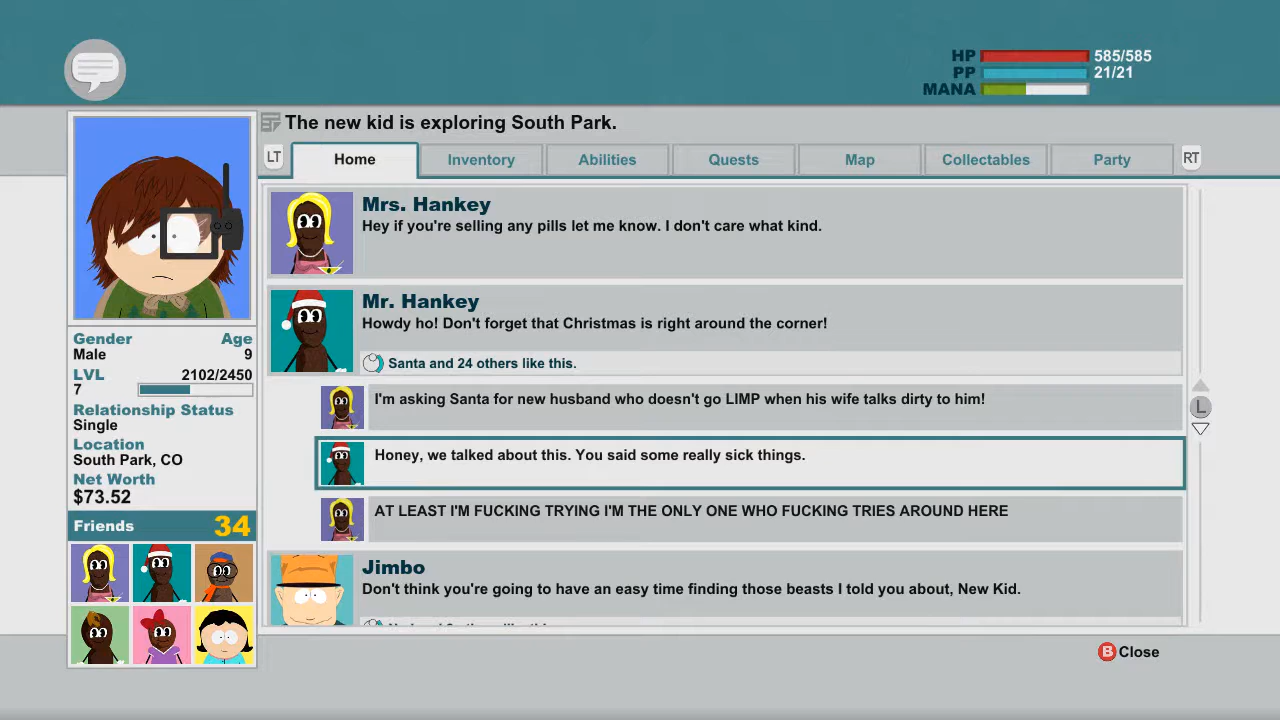 HP 585/585
PP 21/21
MANA
The new kid is exploring South Park.
LT Home Inventory Abilities Quests Map Collectables Party RT
Gender Age
Male 9
LVL 2102/2450
7
Relationship Status
Single
Location
South Park, CO
Net Worth
$73.52
Friends 34
Mrs. Hankey
Hey if you're selling any pills let me know. I don't care what kind.
Mr. Hankey
Howdy ho! Don't forget that Christmas is right around the corner!
Santa and 24 others like this.
I'm asking Santa for new husband who doesn't go LIMP when his wife talks dirty to him!
Honey, we talked about this. You said some really sick things.
AT LEAST I'M FUCKING TRYING I'M THE ONLY ONE WHO FUCKING TRIES AROUND HERE
Jimbo
Don't think you're going to have an easy time finding those beasts I told you about, New Kid.
L
B Close